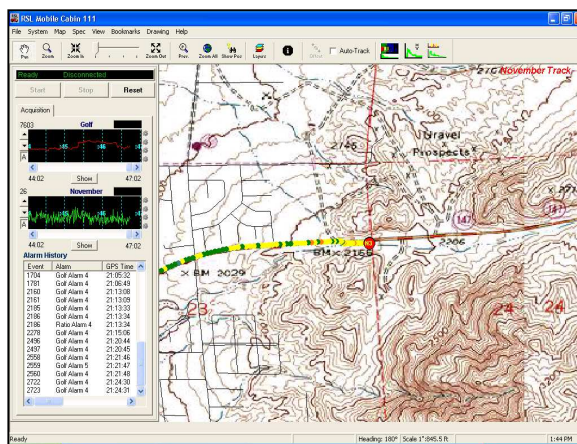 RSL Mobile Cabin 111
File System Map Spec View Bookmarks Drawing Help
Pan Zoom Zoom In Zoom Out Prev. Zoom All Show Pos Layers Auto-Track
Ready Disconnected
Start Stop Reset
Acquisition
7603 Golf
A
44:02 Show 47:02
26 November
A
44:02 Show 47:02
Alarm History
Event Alarm GPS Time
1704 Golf Alarm 4 21:05:32
1781 Golf Alarm 4 21:06:49
2160 Golf Alarm 4 21:13:08
2161 Golf Alarm 4 21:13:09
2185 Golf Alarm 4 21:13:33
2186 Golf Alarm 4 21:13:34
2186 Ratio Alarm 4 21:13:34
2278 Golf Alarm 4 21:15:06
2496 Golf Alarm 4 21:20:44
2497 Golf Alarm 4 21:20:45
2558 Golf Alarm 4 21:21:46
2559 Golf Alarm 5 21:21:47
2560 Golf Alarm 4 21:21:48
2722 Golf Alarm 4 21:24:30
2723 Golf Alarm 4 21:24:31
November Track
2745
Gravel
Prospects
147
147
N3
2206
BM x 2168
x BM 2029
23
24
24
Ready
Heading: 180° Scale 1":845.5 ft
1:44 PM